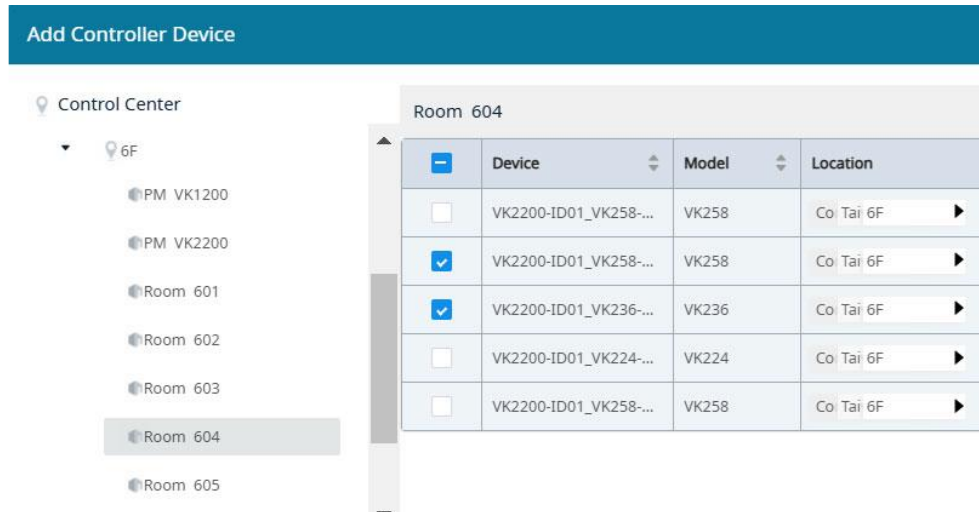 Add Controller Device
Control Center
6F
PM VK1200
PM VK2200
Room 601
Room 602
Room 603
Room 604
Room 605
Room 604
Device Model Location
VK2200-ID01_VK258-... VK258 Co Tai 6F
VK2200-ID01_VK258-... VK258 Co Tai 6F
VK2200-ID01_VK236-... VK236 Co Tai 6F
VK2200-ID01_VK224-... VK224 Co Tai 6F
VK2200-ID01_VK258-... VK258 Co Tai 6F